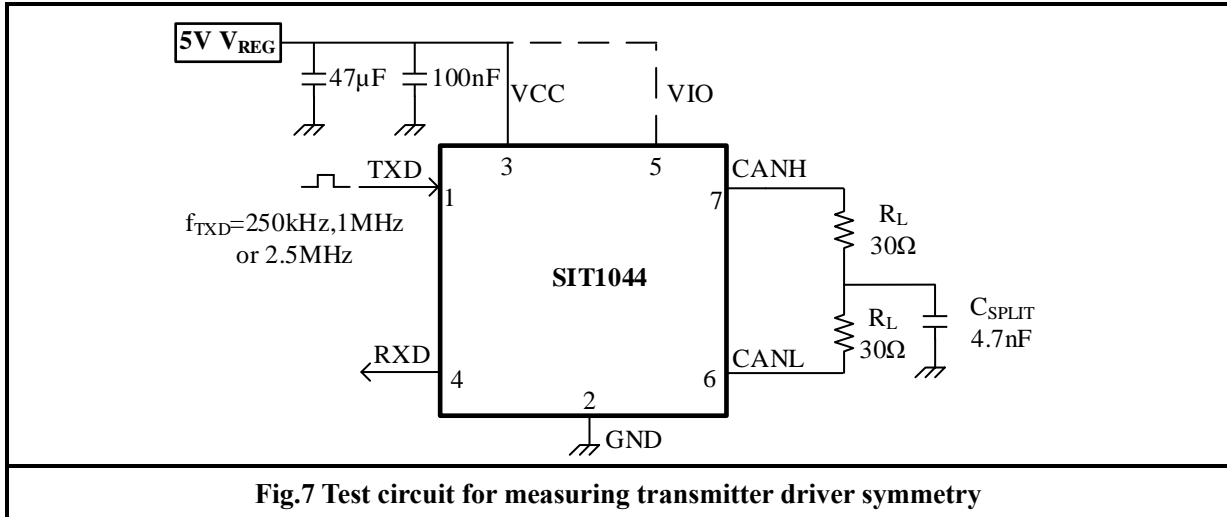 5V VREG
47μF
100nF
VCC
VIO
3
5
TXD
1
CANH
7
fTXD=250kHz,1MHz
or 2.5MHz
RL
30Ω
SIT1044
CSPLIT
4.7nF
RL
30Ω
RXD
4
CANL
6
2
GND
Fig.7 Test circuit for measuring transmitter driver symmetry